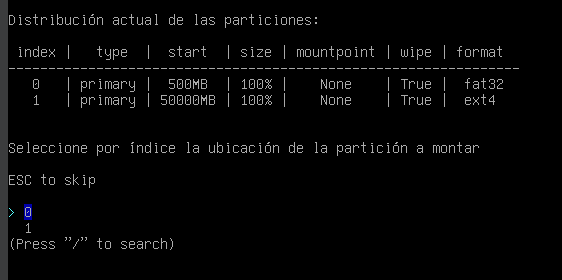 Distribución actual de las particiones:
index | type | start | size | mountpoint | wipe | format
----------------------------------------------------------------
0 | primary | 500MB | 100% | None | True | fat32
1 | primary | 50000MB | 100% | None | True | ext4
Seleccione por índice la ubicación de la partición a montar
ESC to skip
> 0
1
(Press "/" to search)